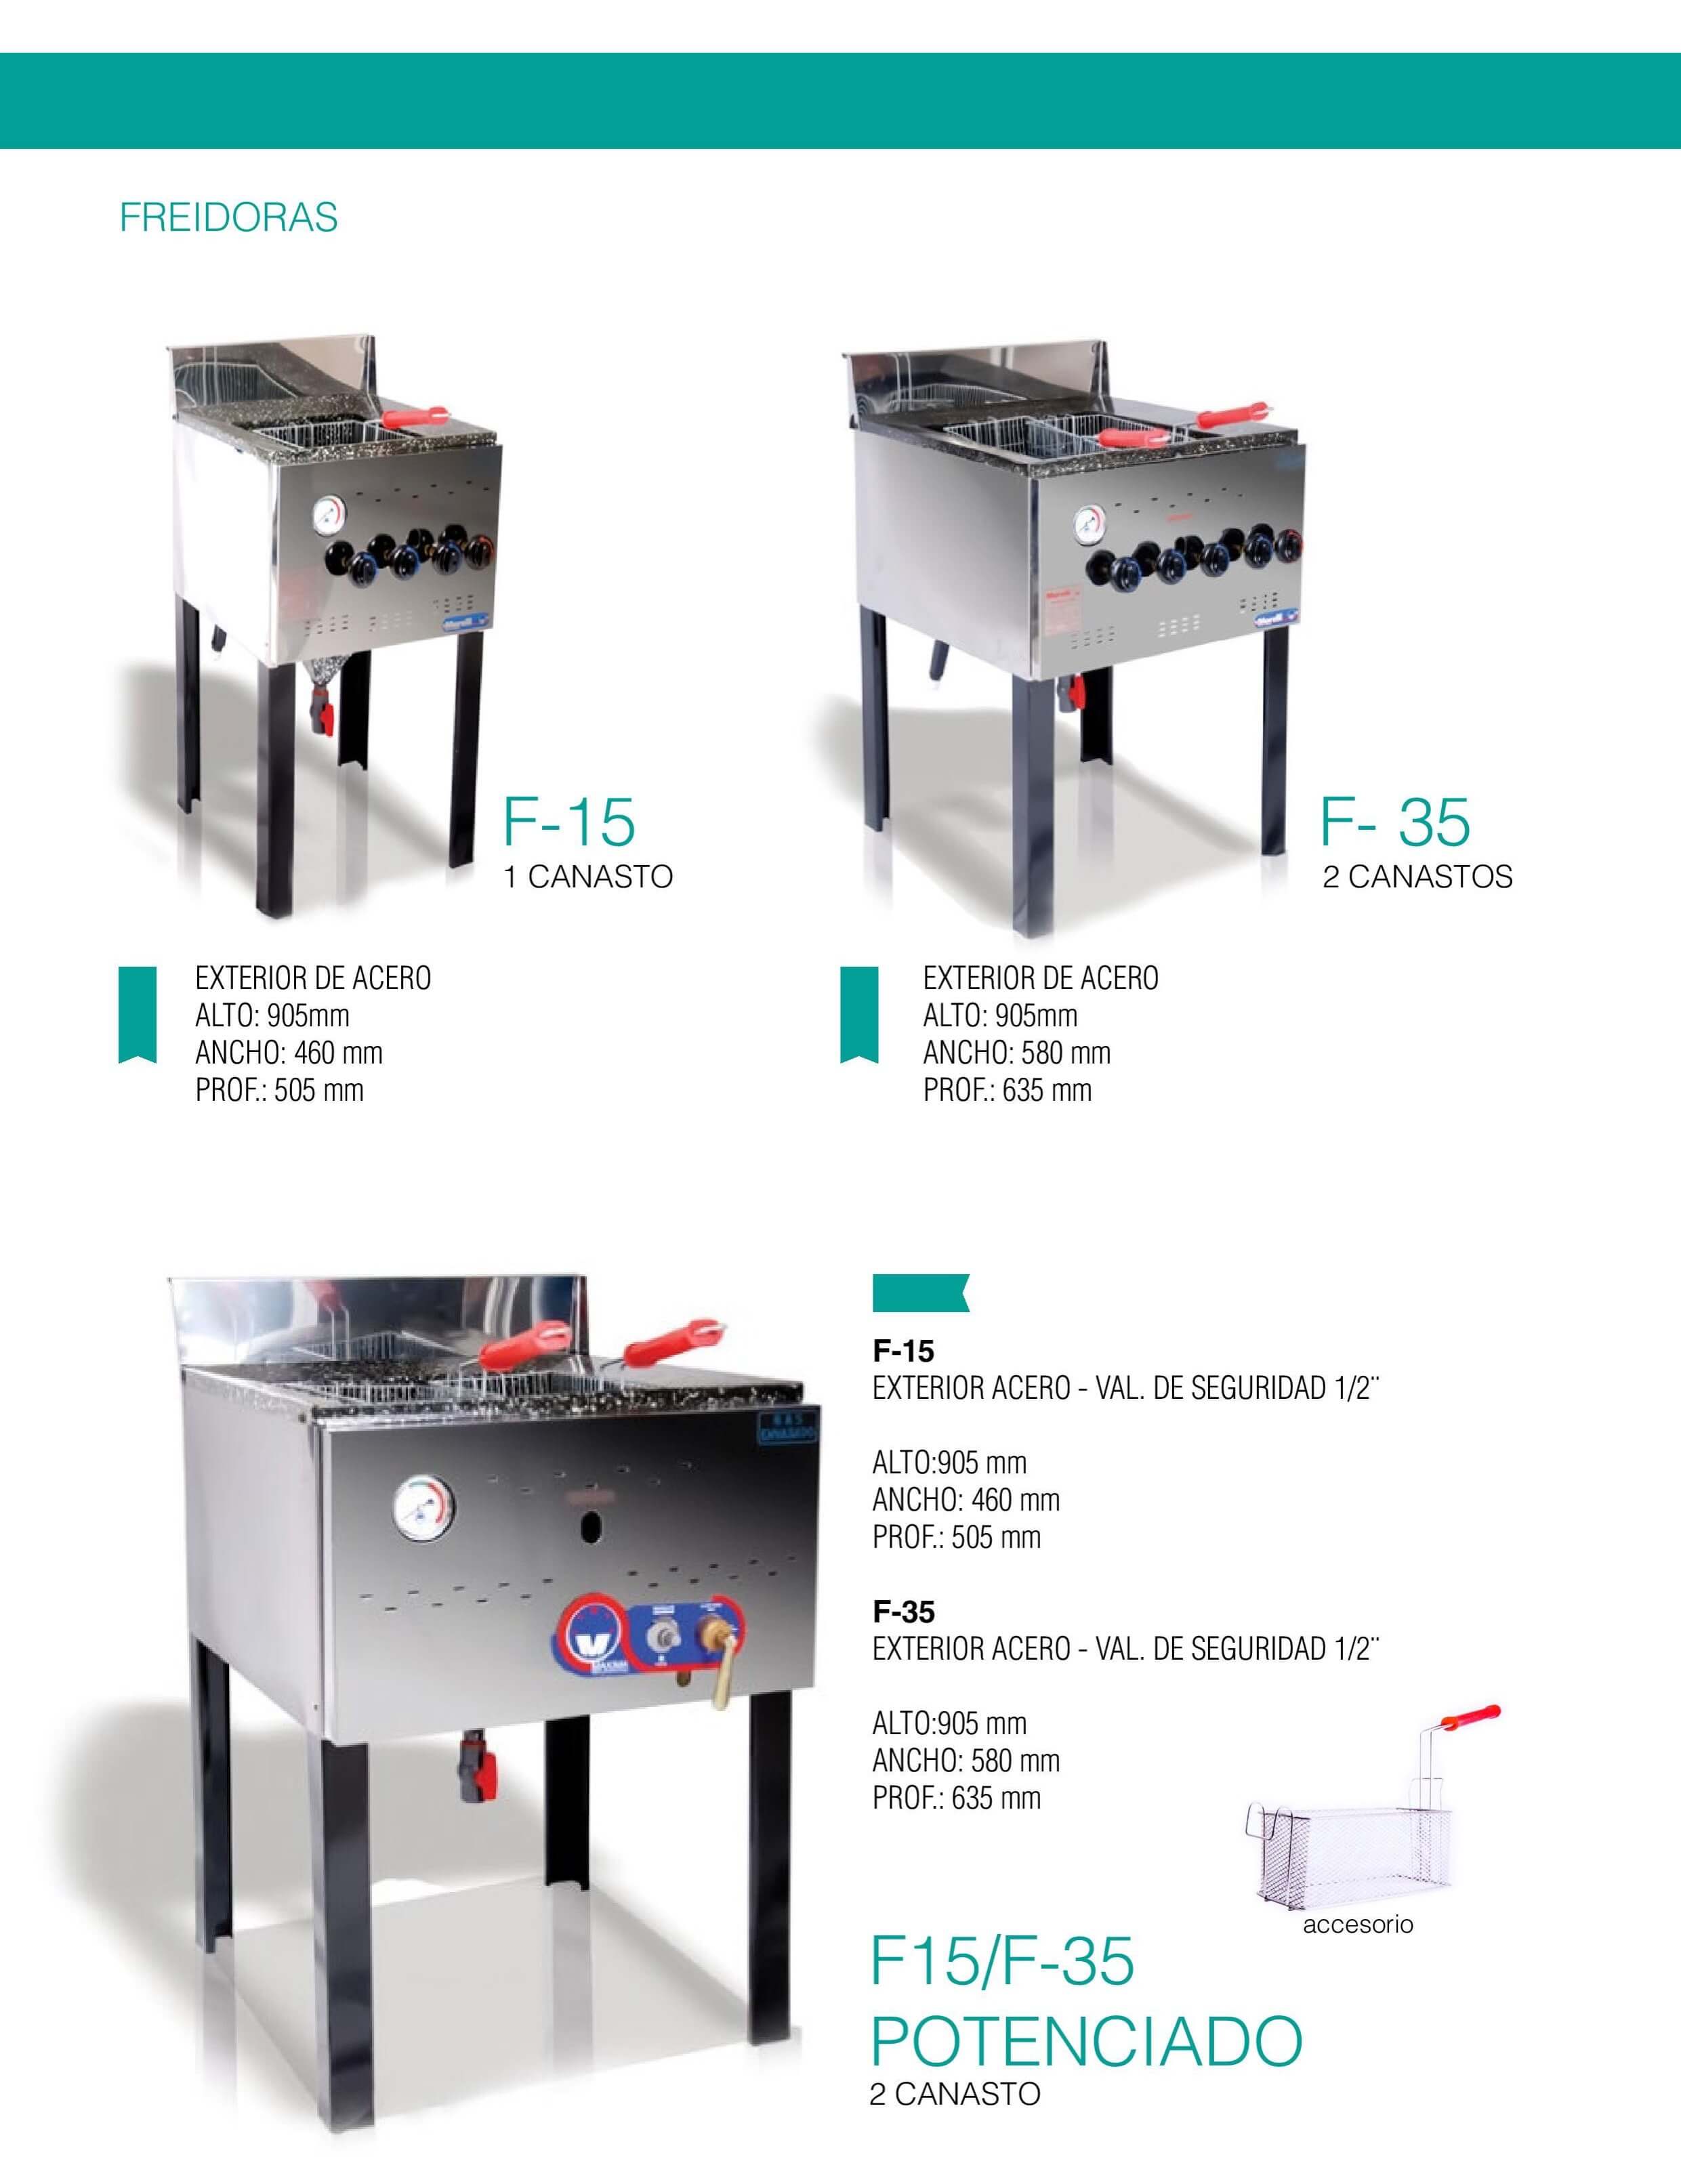 FREIDORAS
F-15
1 CANASTO
F- 35
2 CANASTOS
EXTERIOR DE ACERO
ALTO: 905mm
ANCHO: 460 mm
PROF.: 505 mm
EXTERIOR DE ACERO
ALTO: 905mm
ANCHO: 580 mm
PROF.: 635 mm
GAS
ENVASADO
F-15
EXTERIOR ACERO - VAL. DE SEGURIDAD 1/2¨
ALTO:905 mm
ANCHO: 460 mm
PROF.: 505 mm
F-35
EXTERIOR ACERO - VAL. DE SEGURIDAD 1/2¨
ALTO:905 mm
ANCHO: 580 mm
PROF.: 635 mm
accesorio
F15/F-35
POTENCIADO
2 CANASTO